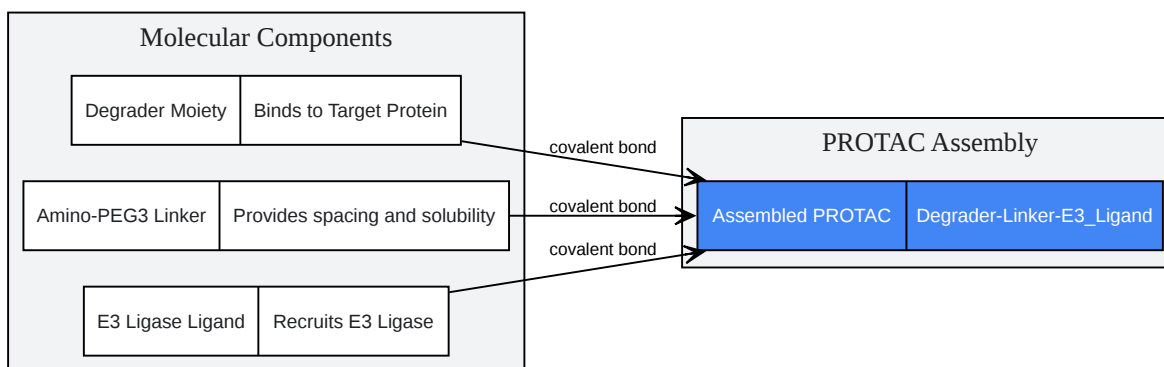 Molecular Components
Degrader Moiety
Binds to Target Protein
covalent bond
PROTAC Assembly
Amino-PEG3 Linker
Provides spacing and solubility
covalent bond
Assembled PROTAC
Degrader-Linker-E3_Ligand
covalent bond
E3 Ligase Ligand
Recruits E3 Ligase